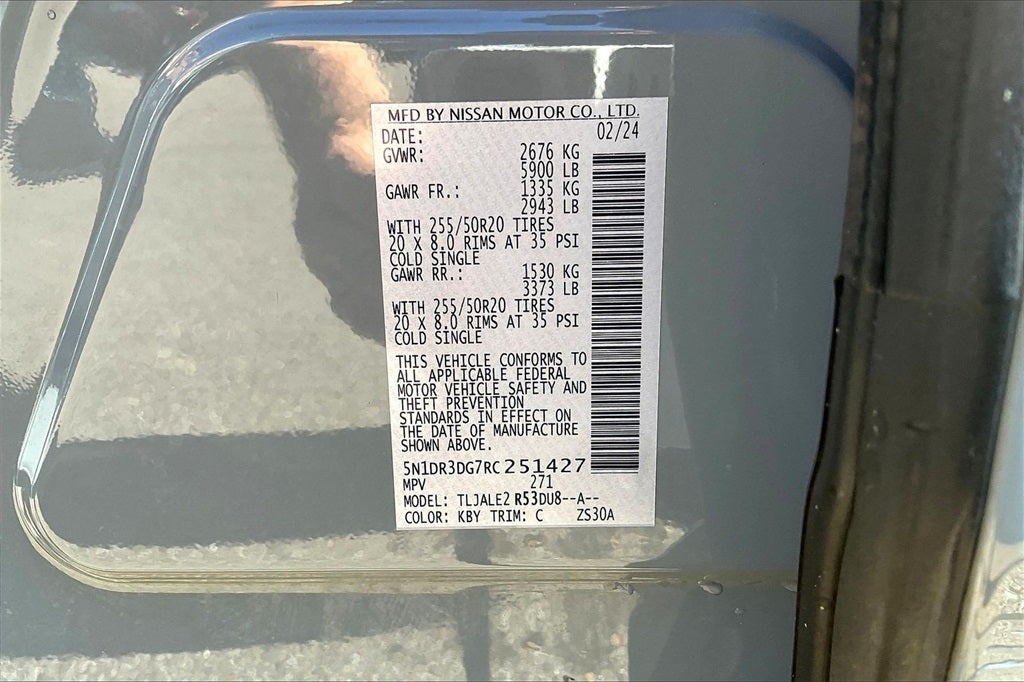 MFD BY NISSAN MOTOR CO., LTD.
DATE: 02/24
GVWR: 2676 KG
5900 LB
GAWR FR.: 1335 KG
2943 LB
WITH 255/50R20 TIRES
20 X 8.0 RIMS AT 35 PSI
COLD SINGLE
GAWR RR.: 1530 KG
3373 LB
WITH 255/50R20 TIRES
20 X 8.0 RIMS AT 35 PSI
COLD SINGLE
THIS VEHICLE CONFORMS TO
ALL APPLICABLE FEDERAL
MOTOR VEHICLE SAFETY AND
THEFT PREVENTION
STANDARDS IN EFFECT ON
THE DATE OF MANUFACTURE
SHOWN ABOVE.
5N1DR3DG7RC251427
MPV 271
MODEL: TLJALE2 R53DU8--A--
COLOR: KBY TRIM: C ZS30A